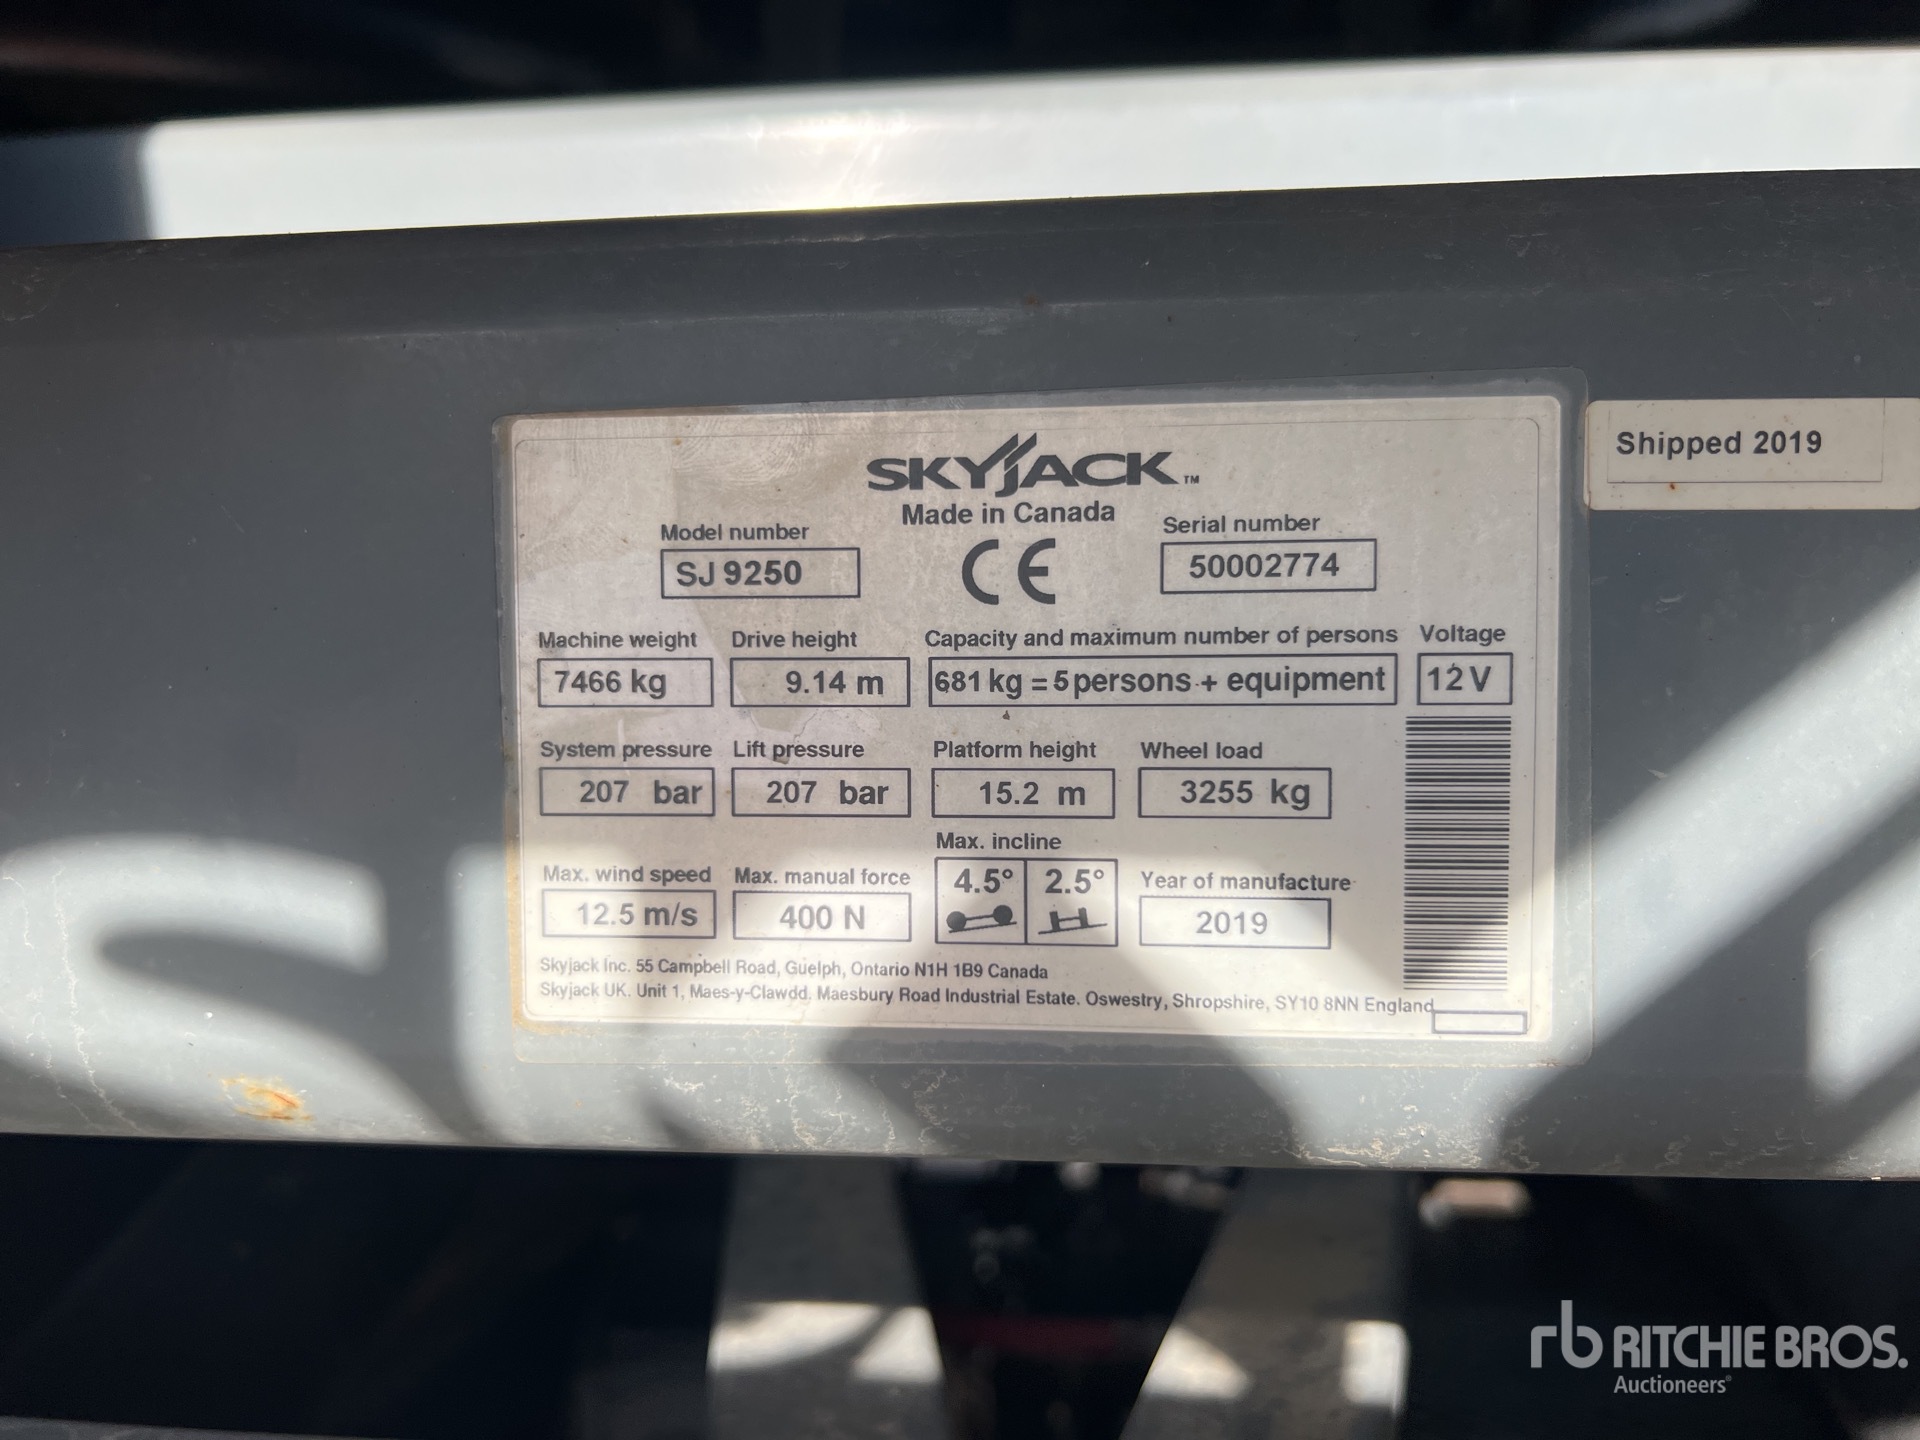 Shipped 2019
SKYJACK™
Made in Canada
Model number
SJ 9250
CE
Serial number
50002774
Machine weight
7466 kg
Drive height
9.14 m
Capacity and maximum number of persons
681 kg = 5 persons + equipment
Voltage
12 V
System pressure
207 bar
Lift pressure
207 bar
Platform height
15.2 m
Wheel load
3255 kg
Max. wind speed
12.5 m/s
Max. manual force
400 N
Max. incline
4.5° 2.5°
Year of manufacture
2019
Skyjack Inc. 55 Campbell Road, Guelph, Ontario N1H 1B9 Canada
Skyjack UK. Unit 1, Maes-y-Clawdd. Maesbury Road Industrial Estate. Oswestry, Shropshire, SY10 8NN England
rb RITCHIE BROS.
Auctioneers®